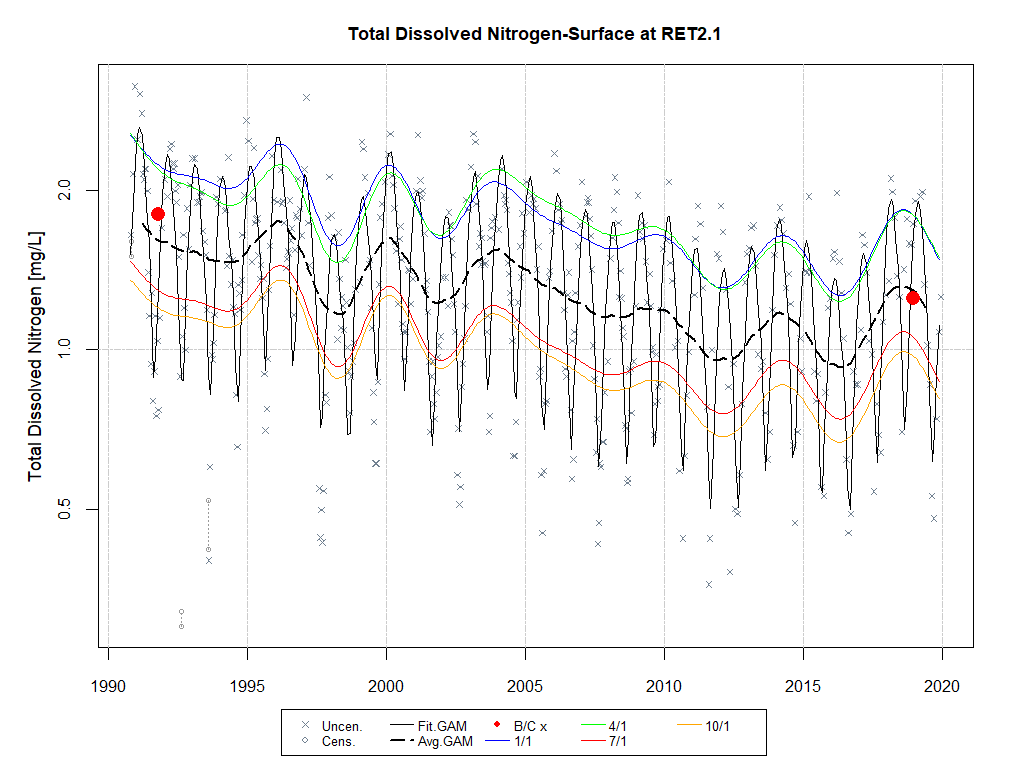 Total Dissolved Nitrogen-Surface at RET2.1
Total Dissolved Nitrogen [mg/L]
2.0
1.0
0.5
1990 1995 2000 2005 2010 2015 2020
Uncen. Fit.GAM B/C x 4/1 10/1
Cens. Avg.GAM 1/1 7/1